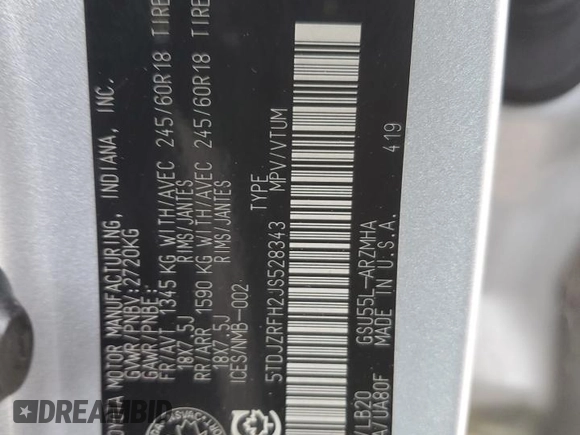 TOYOTA MOTOR MANUFACTURING, INDIANA, INC.
GVWR/PNBV:2720KG
GAWR/PNBE:
FR/AV F 1345 KG WITH/AVEC 245/60R18 TIRE
18X7.5J RIMS/JANTES
RR/ARR 1590 KG WITH/AVEC 245/60R18 TIRE
18X7.5J RIMS/JANTES
ICES/NMB-002
5TDJZRFH2JS528343 TYPE MPV/VTUM
/LB20 GSU55L-ARZMHA
/UA80F MADE IN U.S.A. 419
DREAMBID